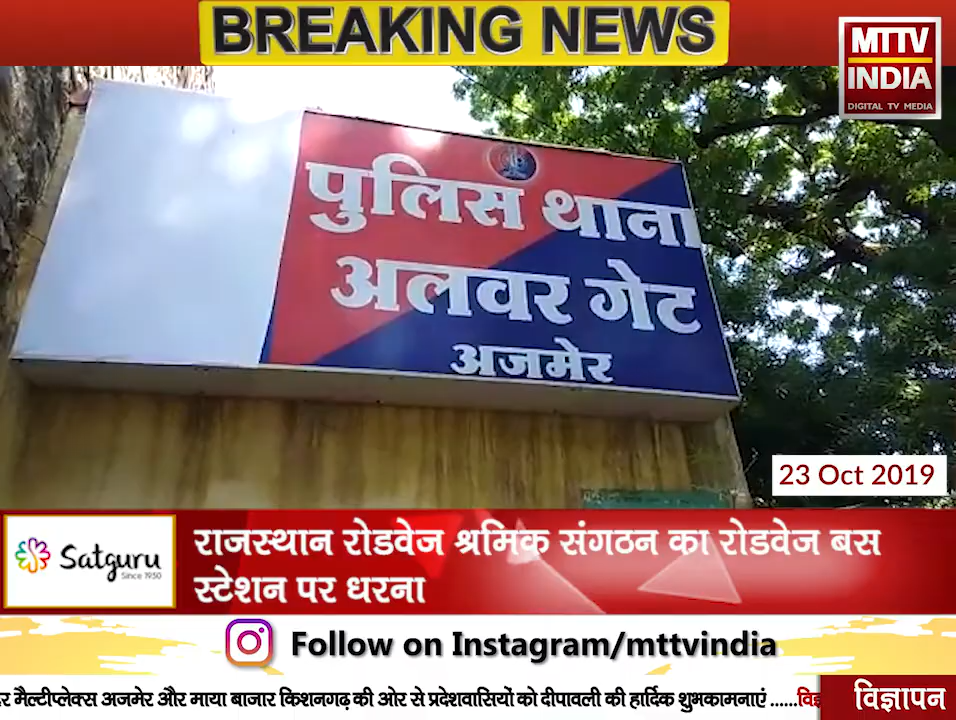 BREAKING NEWS
MTTV
INDIA
DIGITAL TV MEDIA
पुलिस थाना
अलवर गेट
अजमेर
23 Oct 2019
Satguru
Since 1950
राजस्थान रोडवेज श्रमिक संगठन का रोडवेज बस
स्टेशन पर धरना
Follow on Instagram/mttvindia
मैल्टीप्लेक्स अजमेर और माया बाजार किशनगढ़ की ओर से प्रदेशवासियों को दीपावली की हार्दिक शुभकामनाएं ......
विज्ञापन